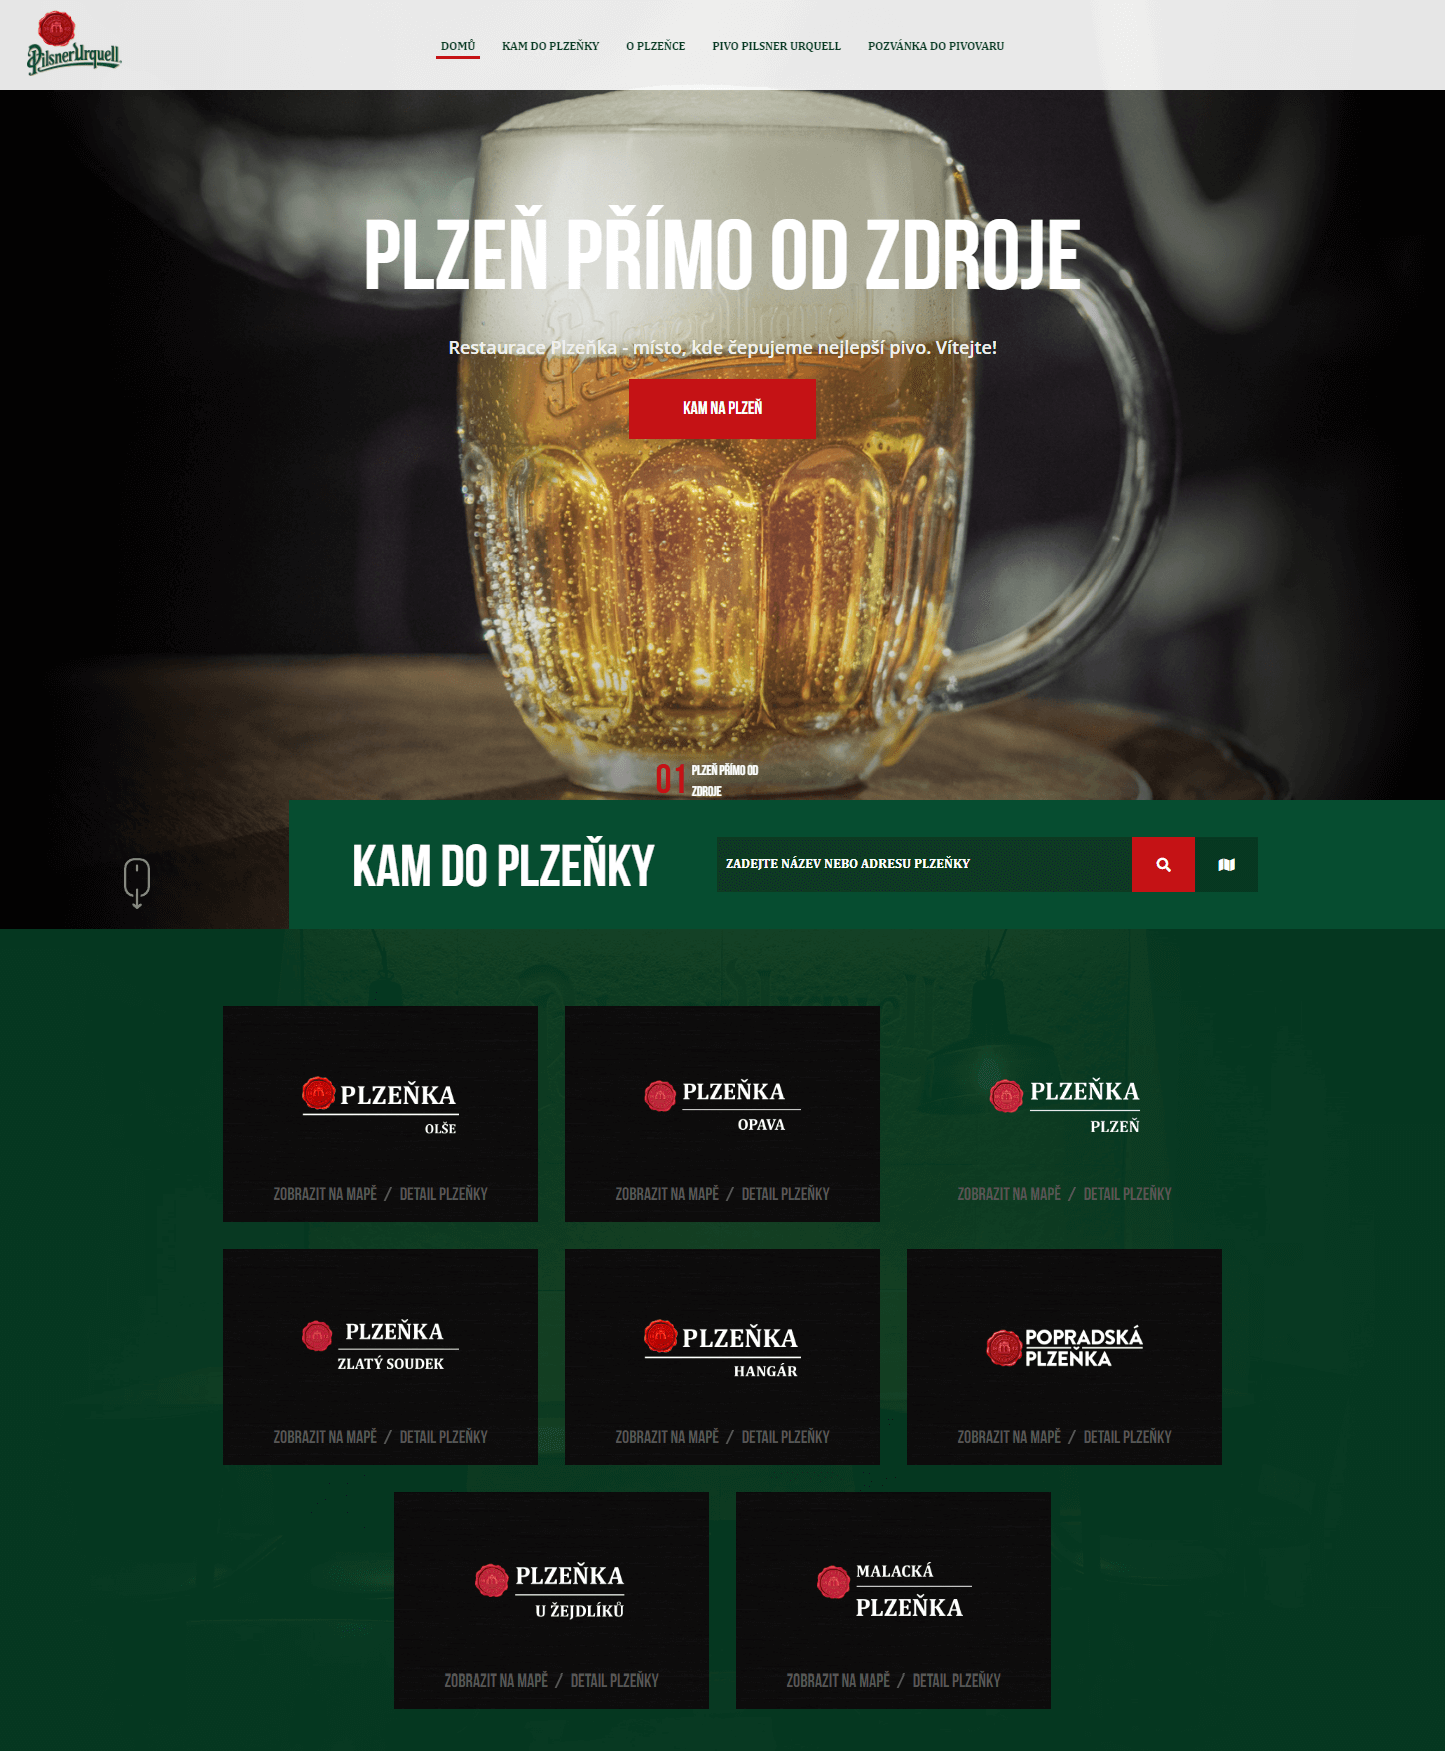 Pilsner Urquell
DOMŮ KAM DO PLZEŇKY O PLZEŇCE PIVO PILSNER URQUELL POZVÁNKA DO PIVOVARU
PLZEŇ PŘÍMO OD ZDROJE
Pilsner Urquell
Restaurace Plzeňka - místo, kde čepujeme nejlepší pivo. Vítejte!
KAM NA PLZEŇ
01 PLZEŇ PŘÍMO OD
ZDROJE
KAM DO PLZEŇKY
ZADEJTE NÁZEV NEBO ADRESU PLZEŇKY
PLZEŇKA
OLŠE
ZOBRAZIT NA MAPĚ / DETAIL PLZEŇKY
PLZEŇKA
OPAVA
ZOBRAZIT NA MAPĚ / DETAIL PLZEŇKY
PLZEŇKA
PLZEŇ
ZOBRAZIT NA MAPĚ / DETAIL PLZEŇKY
PLZEŇKA
ZLATÝ SOUDEK
ZOBRAZIT NA MAPĚ / DETAIL PLZEŇKY
PLZEŇKA
HANGÁR
ZOBRAZIT NA MAPĚ / DETAIL PLZEŇKY
POPRADSKÁ
PLZEŇKA
ZOBRAZIT NA MAPĚ / DETAIL PLZEŇKY
PLZEŇKA
U ŽEJDLÍKŮ
ZOBRAZIT NA MAPĚ / DETAIL PLZEŇKY
MALACKÁ
PLZEŇKA
ZOBRAZIT NA MAPĚ / DETAIL PLZEŇKY